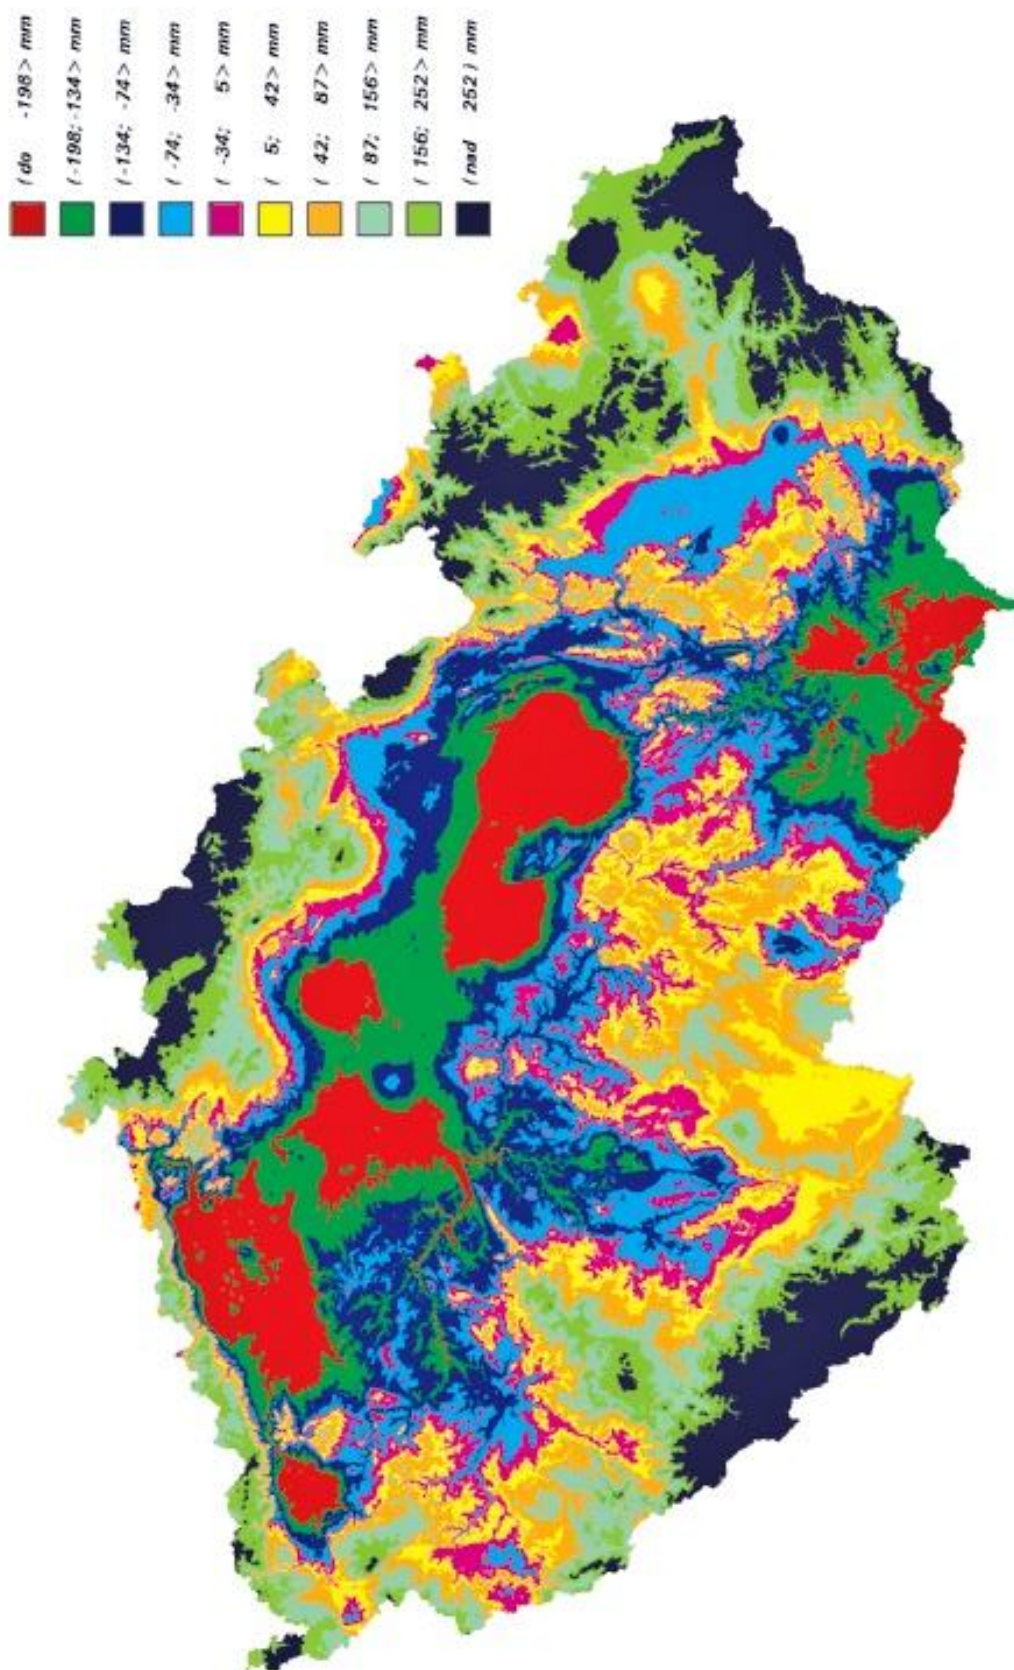 ( do -198> mm
(-198; -134> mm
(-134; -74> mm
( -74; -34> mm
( -34; 5> mm
( 5; 42> mm
( 42; 87> mm
( 87; 156> mm
( 156; 252> mm
( nad 252 ) mm